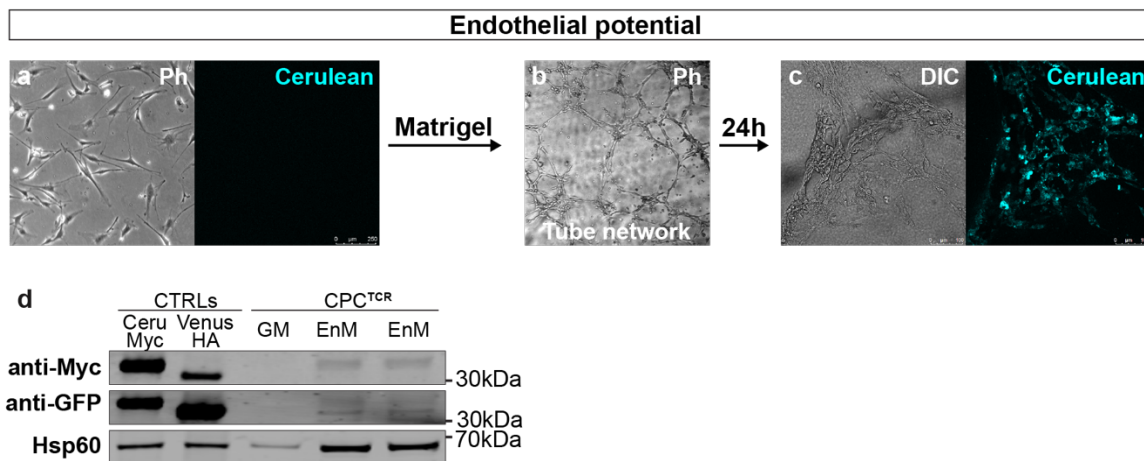 Endothelial potential
a Ph Cerulean
Matrigel
b Ph
Tube network
24h
c DIC Cerulean
d
CTRLs CPCTCR
Ceru Venus GM EnM EnM
Myc HA
anti-Myc
30kDa
anti-GFP
30kDa
70kDa
Hsp60